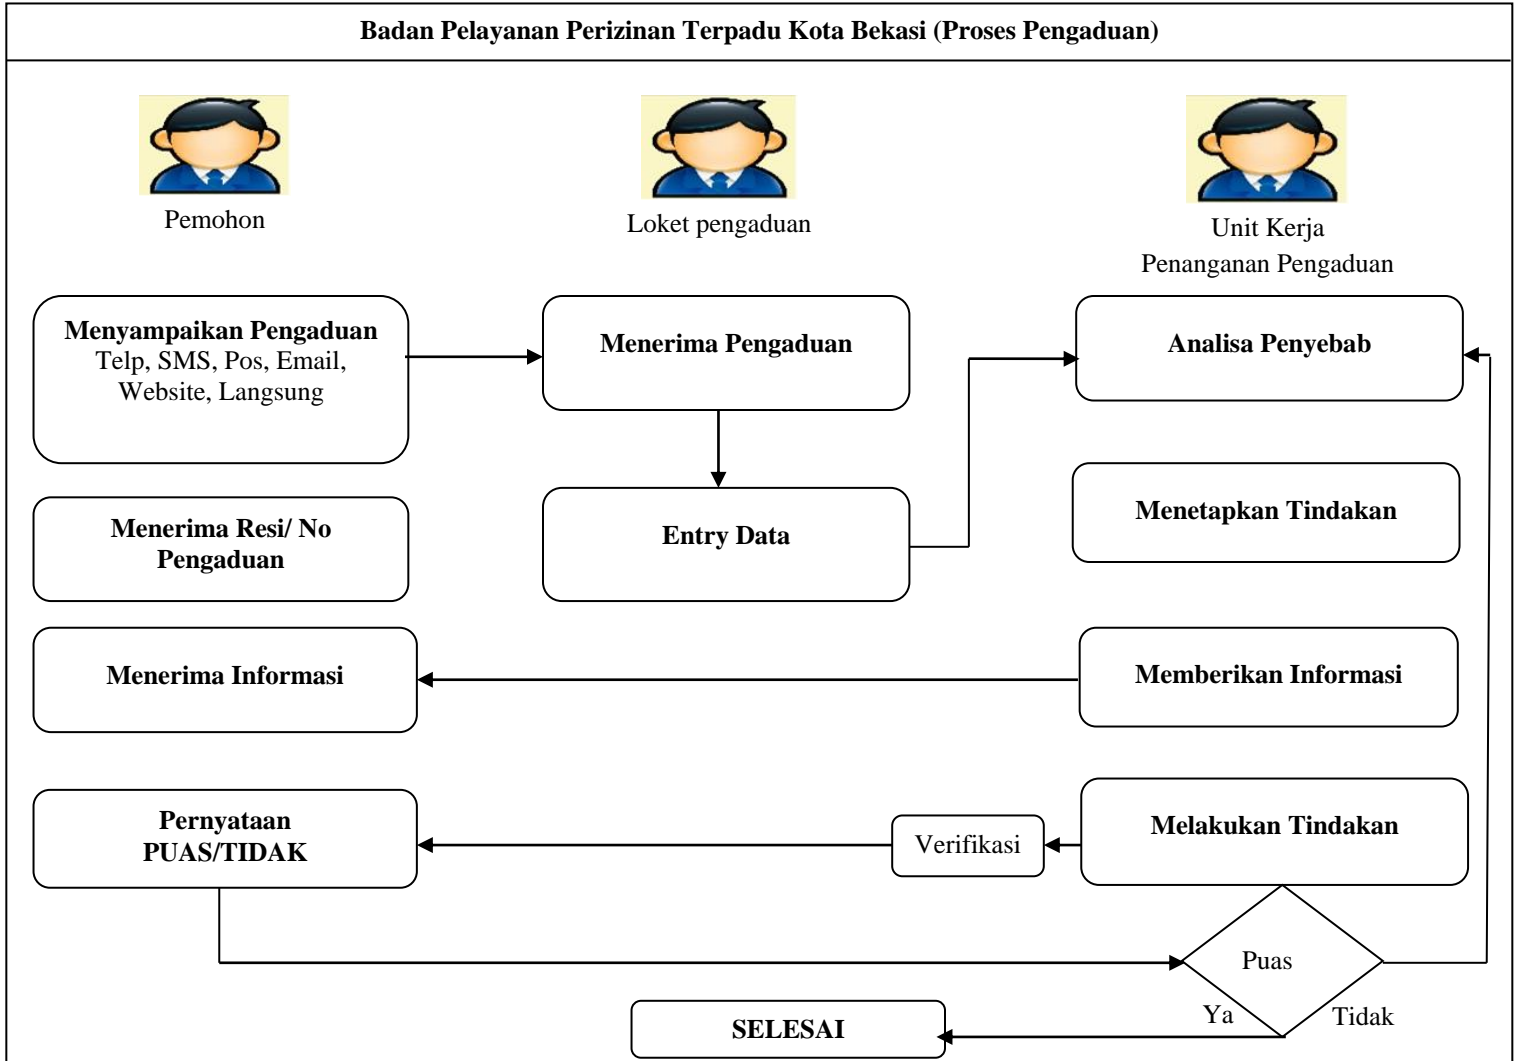 Badan Pelayanan Perizinan Terpadu Kota Bekasi (Proses Pengaduan)
Pemohon
Loket pengaduan
Unit Kerja
Penanganan Pengaduan
Menyampaikan Pengaduan
Telp, SMS, Pos, Email,
Website, Langsung
Menerima Pengaduan
Analisa Penyebab
Menerima Resi/ No
Pengaduan
Entry Data
Menetapkan Tindakan
Menerima Informasi
Memberikan Informasi
Pernyataan
PUAS/TIDAK
Verifikasi
Melakukan Tindakan
Puas
Ya
Tidak
SELESAI